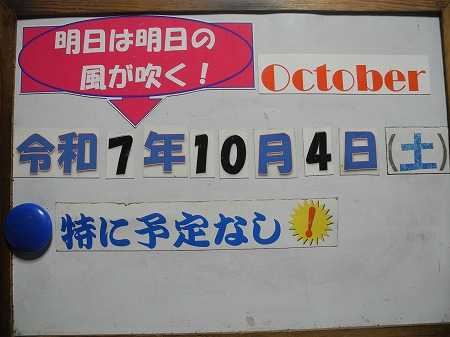 明日は明日の
風が吹く！
October
令和7年10月4日(土)
特に予定なし！